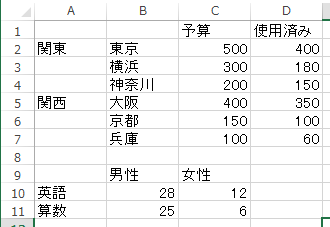 A B C D
1 予算 使用済み
2 関東 東京 500 400
3 横浜 300 180
4 神奈川 200 150
5 関西 大阪 400 350
6 京都 150 100
7 兵庫 100 60
8
9 男性 女性
10 英語 28 12
11 算数 25 6